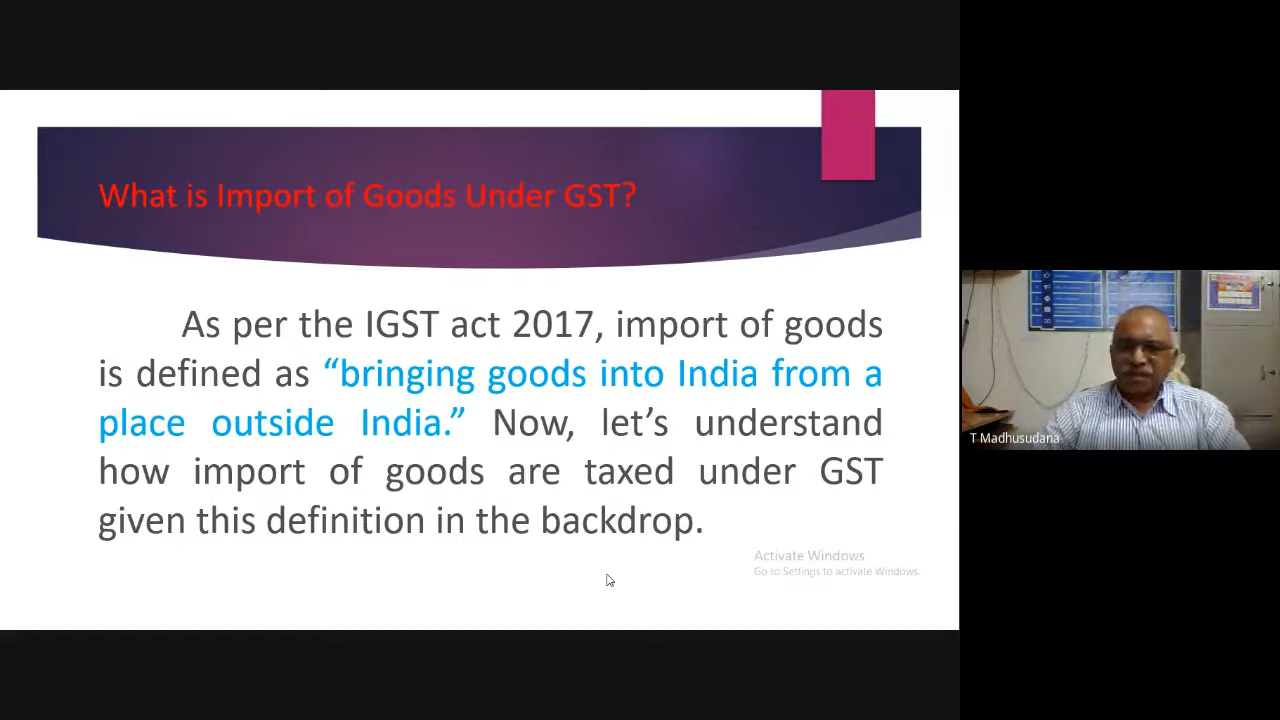 What is Import of Goods Under GST?
As per the IGST act 2017, import of goods
is defined as “bringing goods into India from a
place outside India.” Now, let’s understand
how import of goods are taxed under GST
given this definition in the backdrop.
Activate Windows
Go to Settings to activate Windows.
T Madhusudana